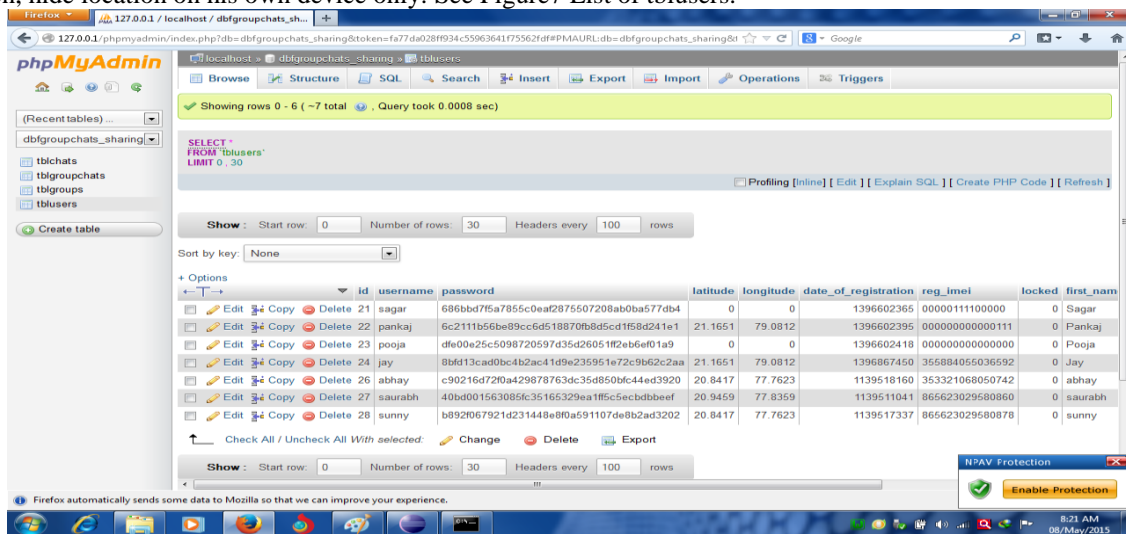 n, hide location on his own device only. See Figure7 List of tblusers.
Firefox
127.0.0.1 / localhost / dbfgroupchats_sh... +
127.0.0.1/phpmyadmin/index.php?db=dbfgroupchats_sharing&token=fa77da028ff934c55963641f75562fdf#PMAURL:db=dbfgroupchats_sharing&t
Google
phpMyAdmin
localhost » dbfgroupchats_sharing » tblusers
Browse Structure SQL Search Insert Export Import Operations Triggers
Showing rows 0 - 6 ( ~7 total , Query took 0.0008 sec)
(Recent tables) ...
dbfgroupchats_sharing
tblchats
tblgroupchats
tblgroups
tblusers
Create table
SELECT *
FROM `tblusers`
LIMIT 0 , 30
Profiling [Inline] [ Edit ] [ Explain SQL ] [ Create PHP Code ] [ Refresh ]
Show : Start row: 0 Number of rows: 30 Headers every 100 rows
Sort by key: None
+ Options
←T→ id username password latitude longitude date_of_registration reg_imei locked first_nam
Edit Copy Delete 21 sagar 686bbd7f5a7855c0eaf2875507208ab0ba577db4 0 0 1396602365 00000111100000 0 Sagar
Edit Copy Delete 22 pankaj 6c2111b56be89cc6d518870fb8d5cd1f58d241e1 21.1651 79.0812 1396602395 000000000000111 0 Pankaj
Edit Copy Delete 23 pooja dfe00e25c5098720597d35d26051ff2eb6ef01a9 0 0 1396602418 000000000000000 0 Pooja
Edit Copy Delete 24 jay 8bfd13cad0bc4b2ac41d9e235951e72c9b62c2aa 21.1651 79.0812 1396867450 355884055036592 0 Jay
Edit Copy Delete 26 abhay c90216d72f0a429878763dc35d850bfc44ed3920 20.8417 77.7623 1139518160 353321068050742 0 abhay
Edit Copy Delete 27 saurabh 40bd001563085fc35165329ea1ff5c5ecbdbbeef 20.9459 77.8359 1139511041 865623029580860 0 saurabh
Edit Copy Delete 28 sunny b892f067921d231448e8f0a591107de8b2ad3202 20.8417 77.7623 1139517337 865623029580878 0 sunny
Check All / Uncheck All With selected: Change Delete Export
Show : Start row: 0 Number of rows: 30 Headers every 100 rows
NPAV Protection
Enable Protection
Firefox automatically sends some data to Mozilla so that we can improve your experience.
8:21 AM
08/May/2015